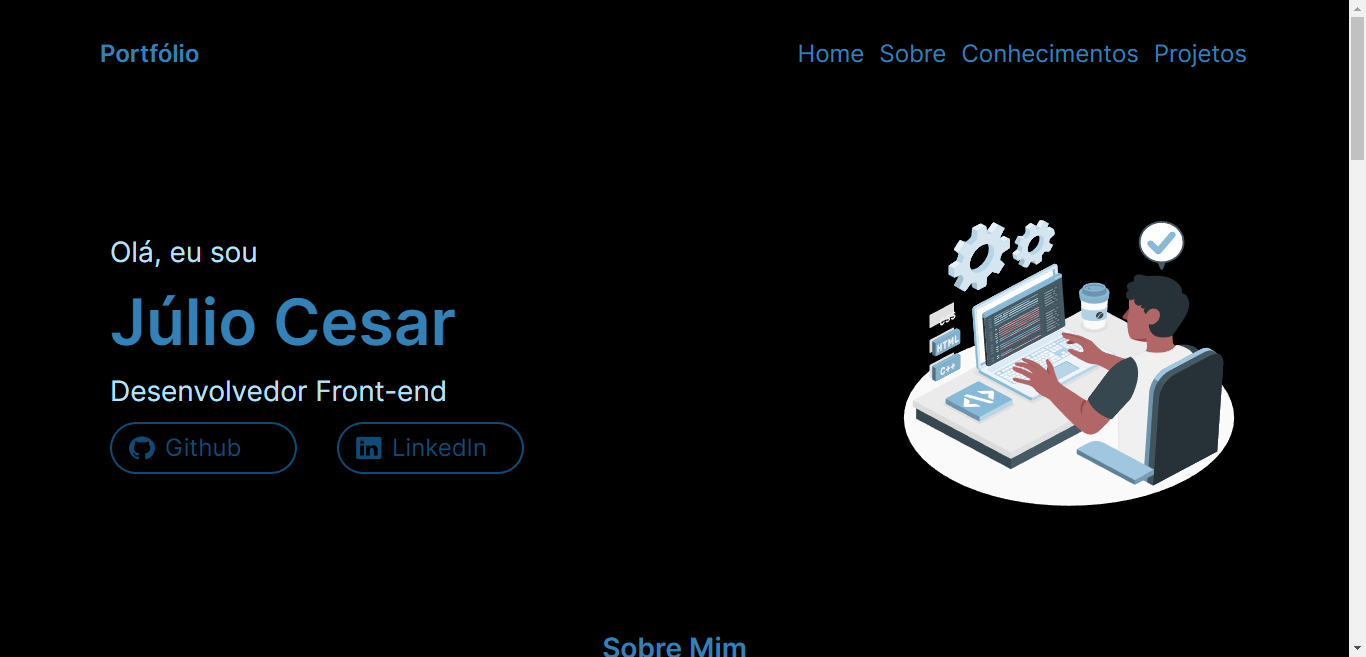 Portfólio
Home Sobre Conhecimentos Projetos
Olá, eu sou
Júlio Cesar
Desenvolvedor Front-end
Github LinkedIn
CSS
HTML
C++
Sobre Mim